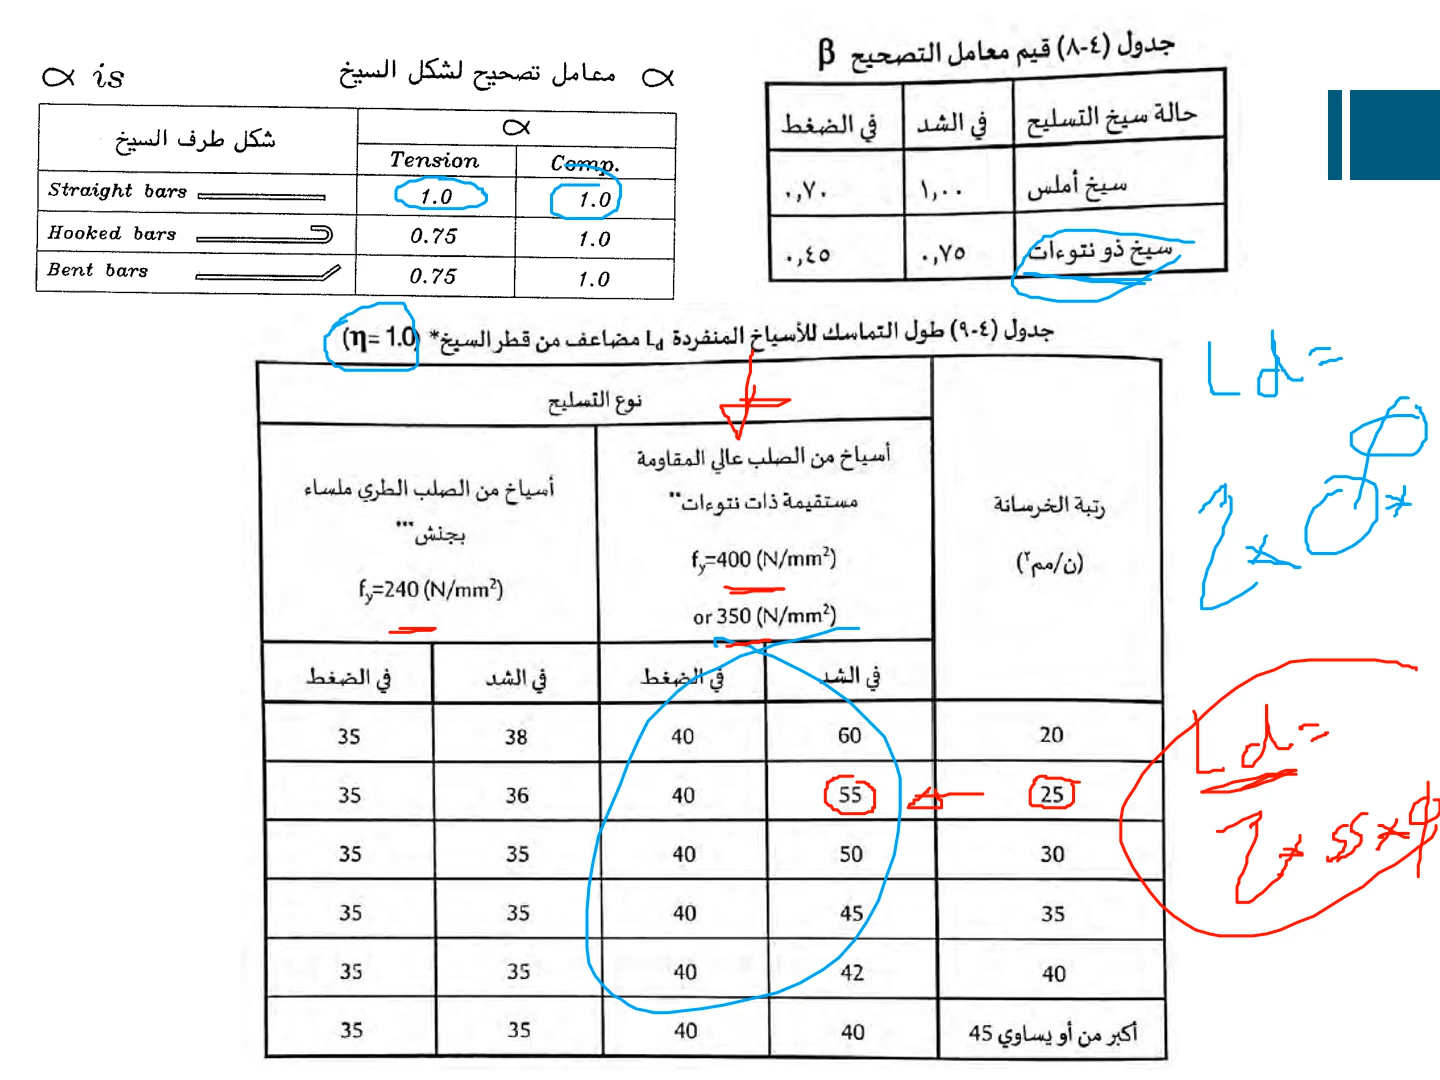 ∝ is
معامل تصحيح لشكل السيخ ∝
شكل طرف السيخ
∝
Tension
Comp.
Straight bars
1.0
1.0
Hooked bars
0.75
1.0
Bent bars
0.75
1.0
جدول (٤-٨) قيم معامل التصحيح β
حالة سيخ التسليح
في الشد
في الضغط
سيخ أملس
١,٠٠
٠,٧٠
سيخ ذو نتوءات
٠,٧٥
٠,٤٥
جدول (٤-٩) طول التماسك للأسياخ المنفردة Ld مضاعف من قطر السيخ* (η= 1.0)
رتبة الخرسانة
(ن/مم٢)
نوع التسليح
أسياخ من الصلب عالي المقاومة
مستقيمة ذات نتوءات**
fy=400 (N/mm²)
or 350 (N/mm²)
أسياخ من الصلب الطري ملساء
بجنش***
fy=240 (N/mm²)
في الشد
في الضغط
في الشد
في الضغط
20
60
40
38
35
25
55
40
36
35
30
50
40
35
35
35
45
40
35
35
40
42
40
35
35
أكبر من أو يساوي 45
40
40
35
35
Ld=
Ld=